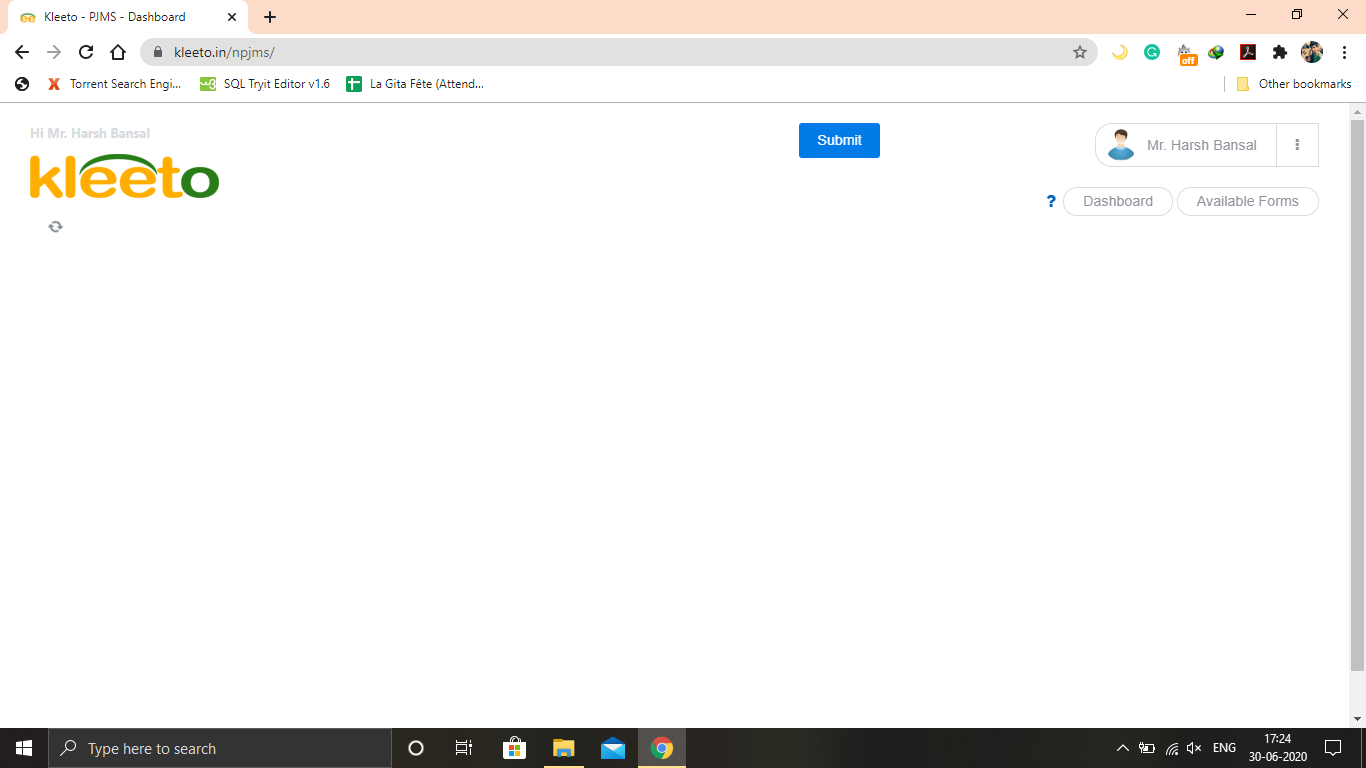 Kleeto - PJMS - Dashboard
kleeto.in/npjms/
off
Torrent Search Engi...
SQL Tryit Editor v1.6
La Gita Fête (Attend...
Other bookmarks
Hi Mr. Harsh Bansal
kleeto
Submit
Mr. Harsh Bansal
? Dashboard Available Forms
Type here to search
ENG
17:24
30-06-2020